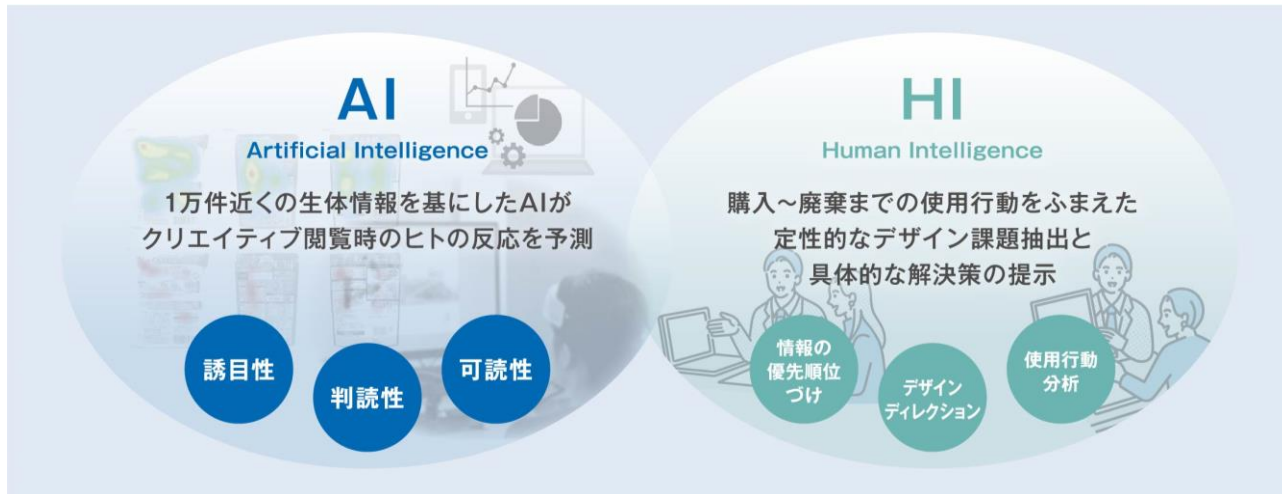 AI
Artificial Intelligence
1万件近くの生体情報を基にしたAIが
クリエイティブ閲覧時のヒトの反応を予測
誘目性
判読性
可読性
HI
Human Intelligence
購入～廃棄までの使用行動をふまえた
定性的なデザイン課題抽出と
具体的な解決策の提示
情報の
優先順位
づけ
デザイン
ディレクション
使用行動
分析